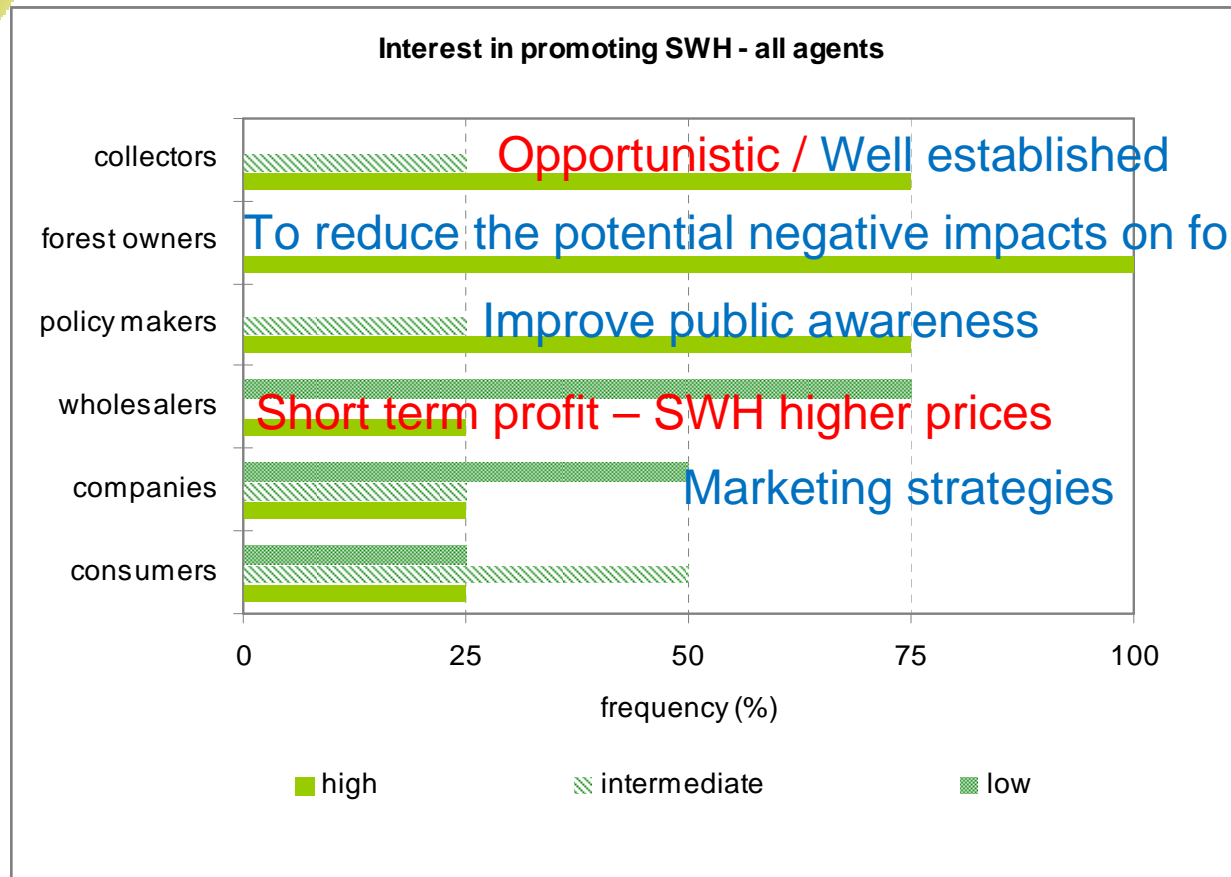 Interest in promoting SWH - all agents
collectors
Opportunistic / Well established
forest owners
To reduce the potential negative impacts on fo
policy makers
Improve public awareness
wholesalers
Short term profit – SWH higher prices
companies
Marketing strategies
consumers
0 25 50 75 100
frequency (%)
high intermediate low